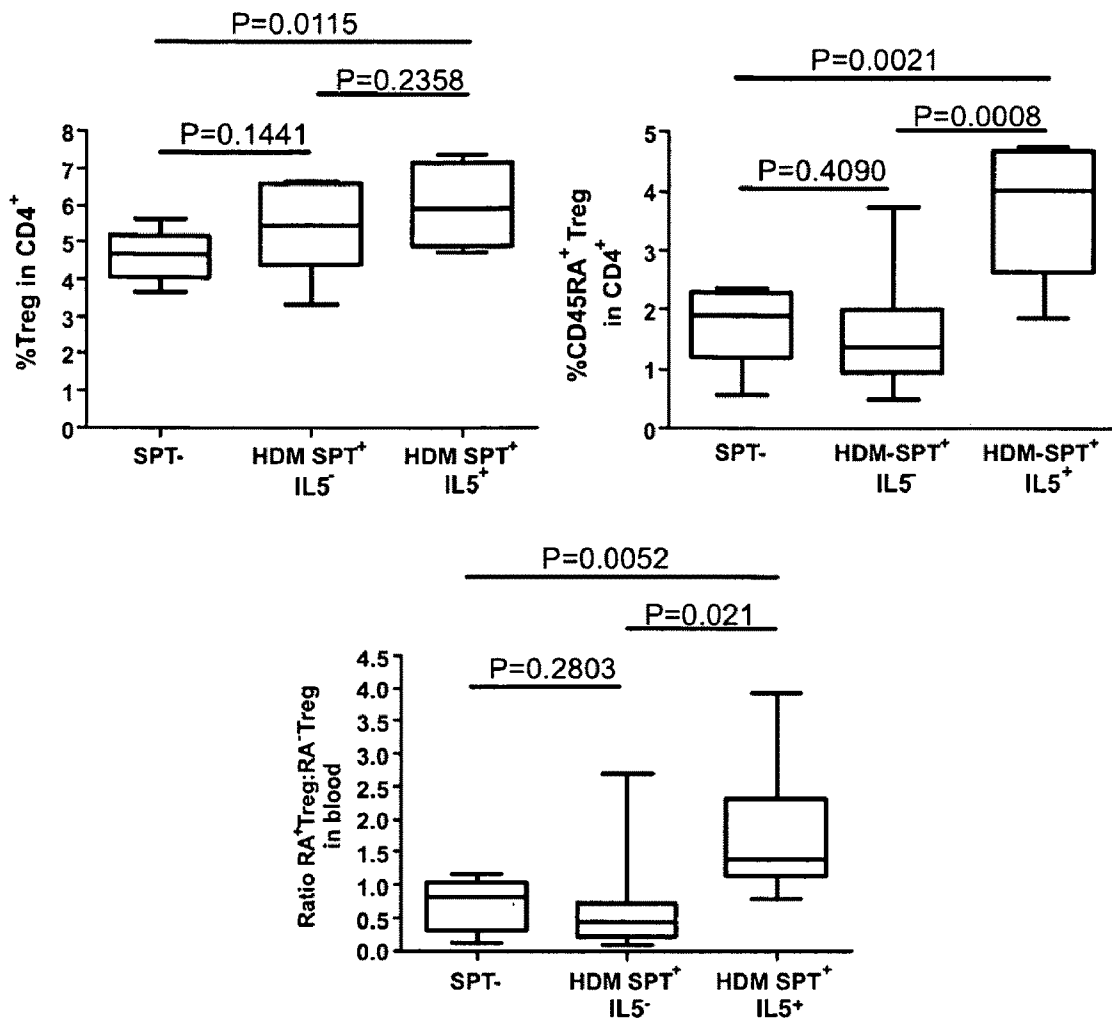 P=0.0115
P=0.2358
P=0.1441
%Treg in CD4⁺
8
7
6
5
4
3
2
1
0
SPT-
HDM SPT⁺
IL5⁻
HDM SPT⁺
IL5⁺
P=0.0021
P=0.0008
P=0.4090
%CD45RA⁺ Treg
in CD4⁺
5
4
3
2
1
0
SPT-
HDM-SPT⁺
IL5⁻
HDM-SPT⁺
IL5⁺
P=0.0052
P=0.021
P=0.2803
Ratio RA⁺Treg:RA⁻Treg
in blood
4.5
4.0
3.5
3.0
2.5
2.0
1.5
1.0
0.5
0.0
SPT-
HDM SPT⁺
IL5⁻
HDM SPT⁺
IL5+